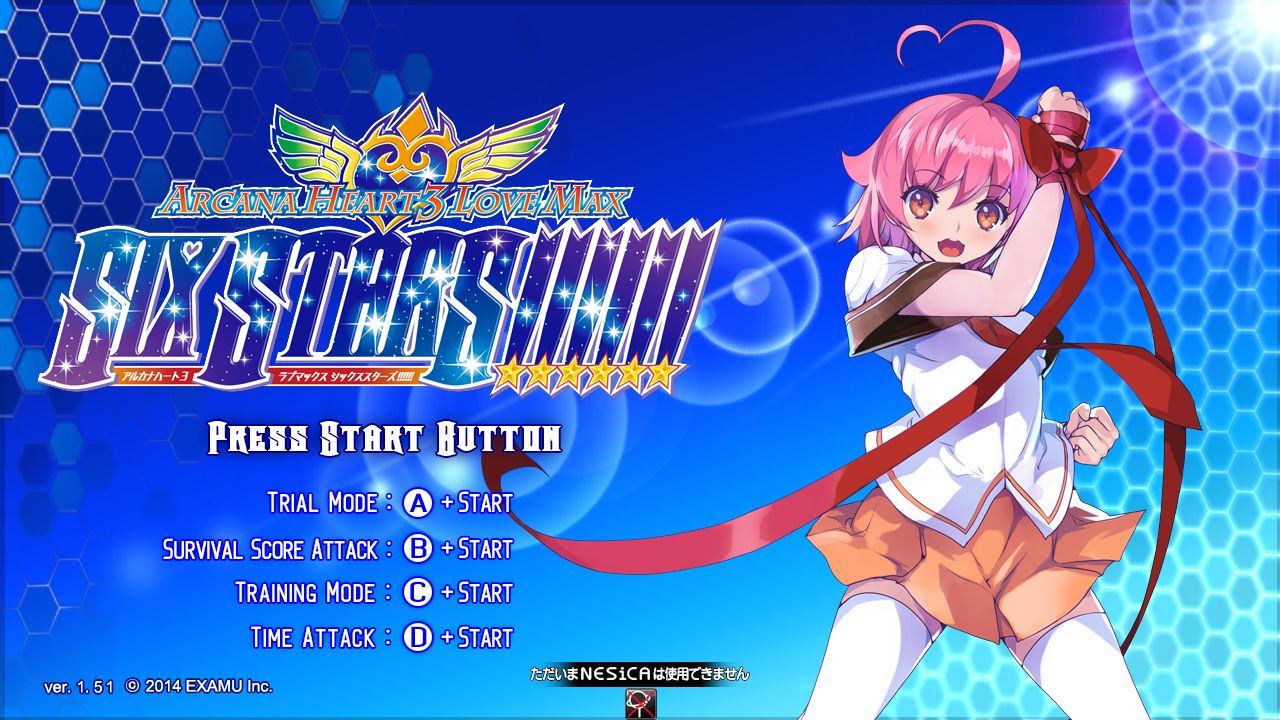 ARCANA HEART 3 LOVE MAX
SIX STARS!!!!!!
アルカナハート3 ラブマックス シックススターズ!!!!!!
PRESS START BUTTON
TRIAL MODE : A + START
SURVIVAL SCORE ATTACK : B + START
TRAINING MODE : C + START
TIME ATTACK : D + START
ver. 1. 51 © 2014 EXAMU Inc.
ただいまNESiCAは使用できません